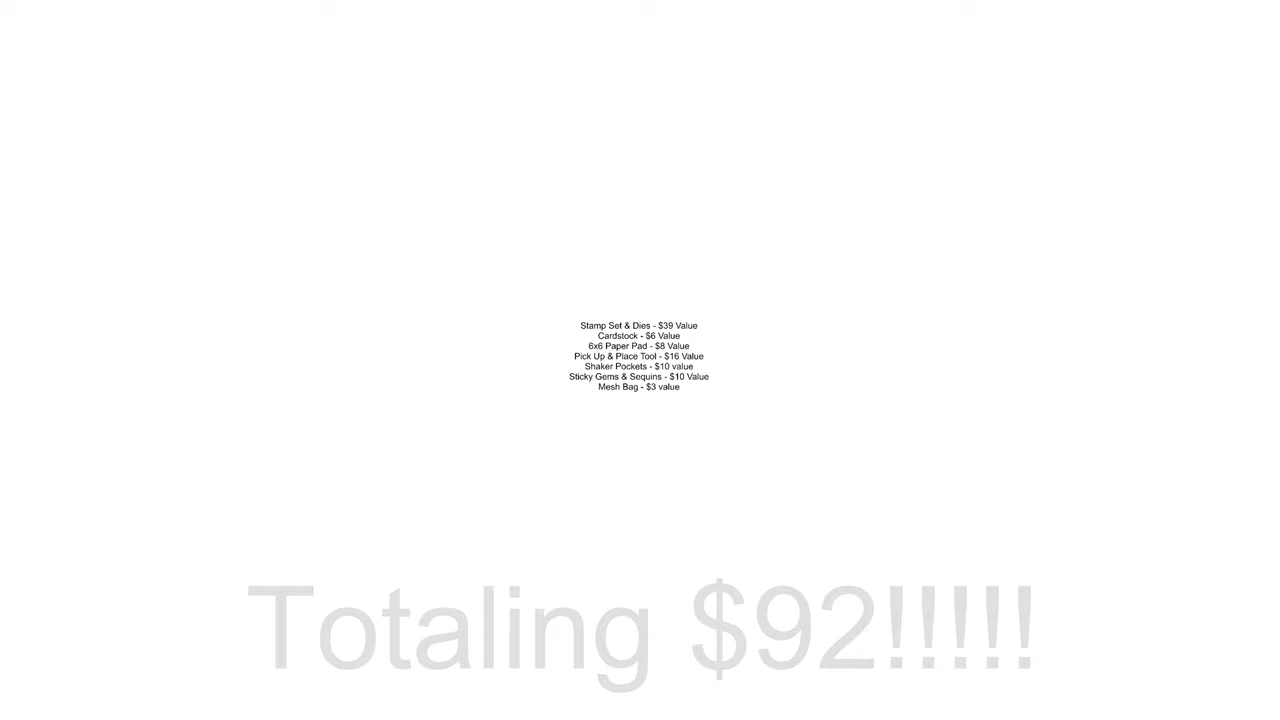 Stamp Set & Dies - $39 Value
Cardstock - $6 Value
6x6 Paper Pad - $8 Value
Pick Up & Place Tool - $16 Value
Shaker Pockets - $10 value
Sticky Gems & Sequins - $10 Value
Mesh Bag - $3 value
Totaling $92!!!!!